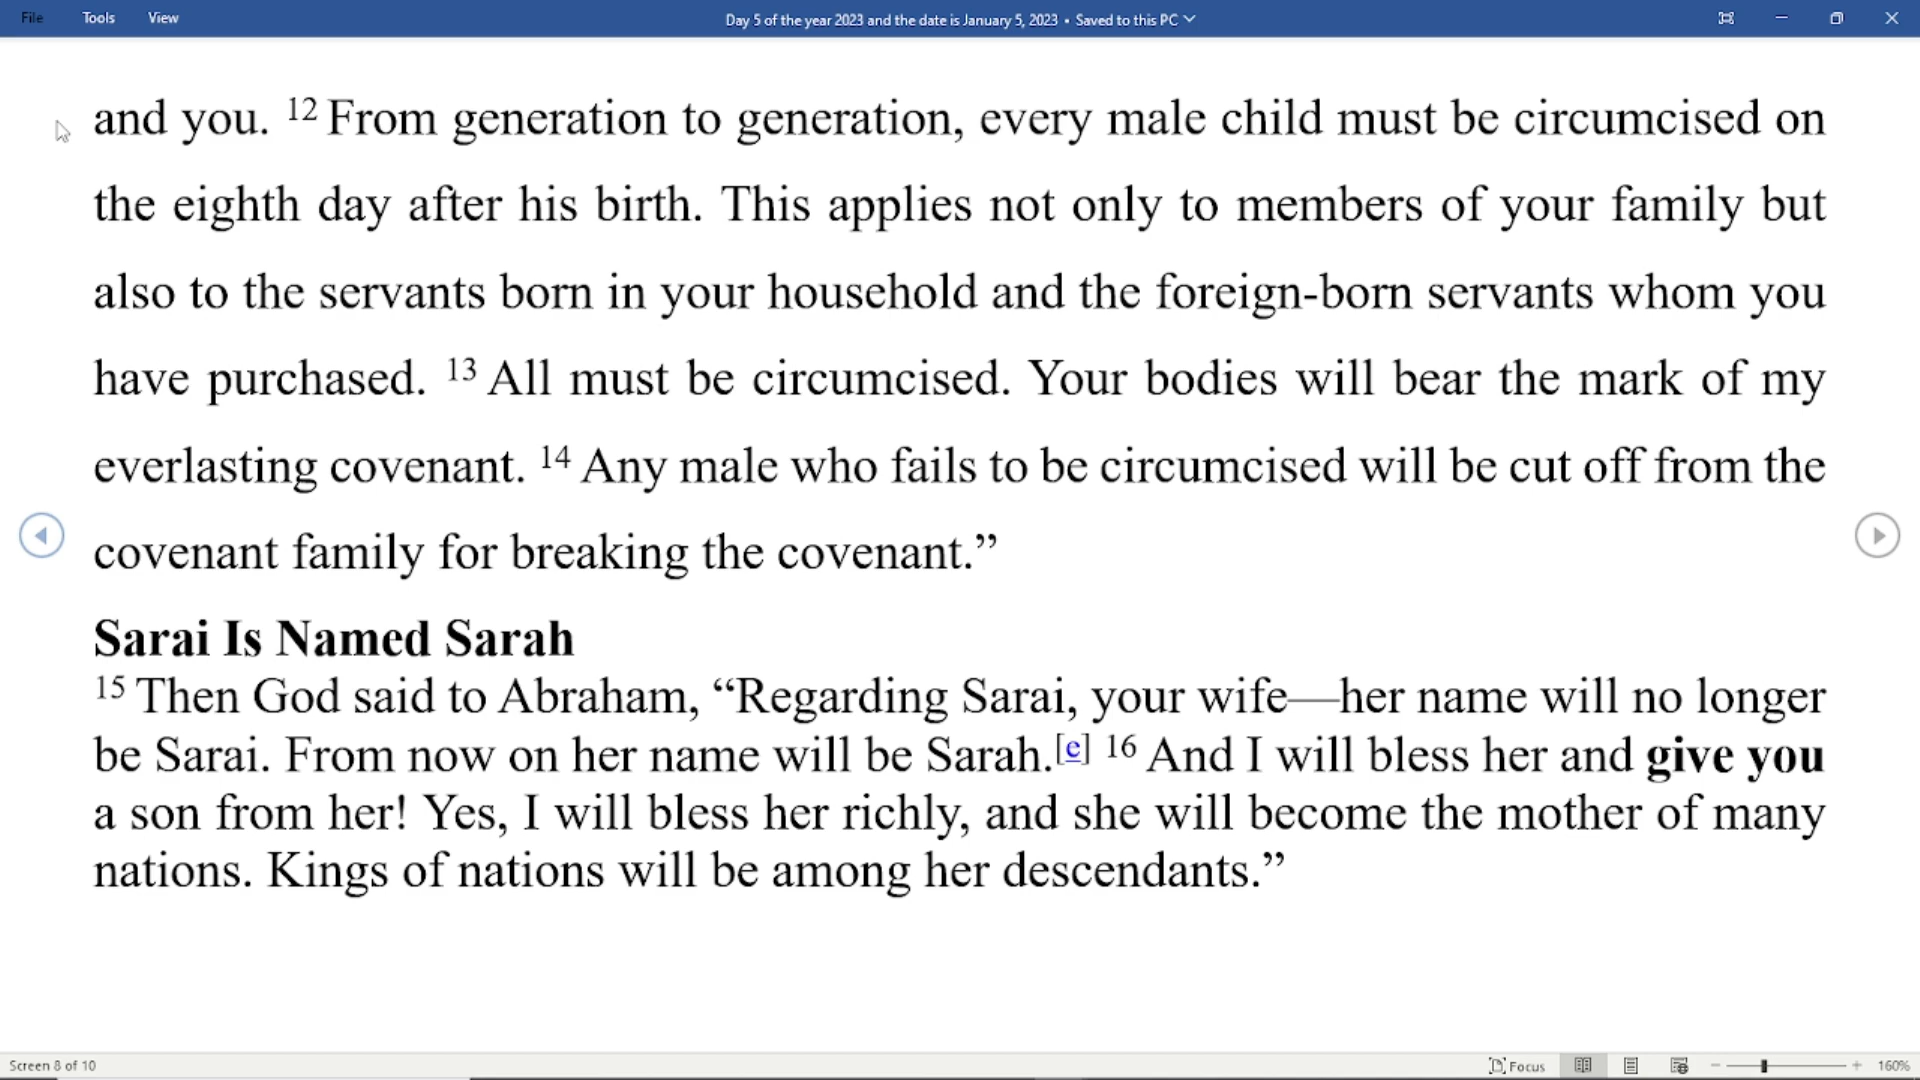 File Tools View Day 5 of the year 2023 and the date is January 5, 2023 • Saved to this PC
and you. 12 From generation to generation, every male child must be circumcised on
the eighth day after his birth. This applies not only to members of your family but
also to the servants born in your household and the foreign-born servants whom you
have purchased. 13 All must be circumcised. Your bodies will bear the mark of my
everlasting covenant. 14 Any male who fails to be circumcised will be cut off from the
covenant family for breaking the covenant.”
Sarai Is Named Sarah
15 Then God said to Abraham, “Regarding Sarai, your wife—her name will no longer
be Sarai. From now on her name will be Sarah.[e] 16 And I will bless her and give you
a son from her! Yes, I will bless her richly, and she will become the mother of many
nations. Kings of nations will be among her descendants.”
Screen 8 of 10 Focus 160%